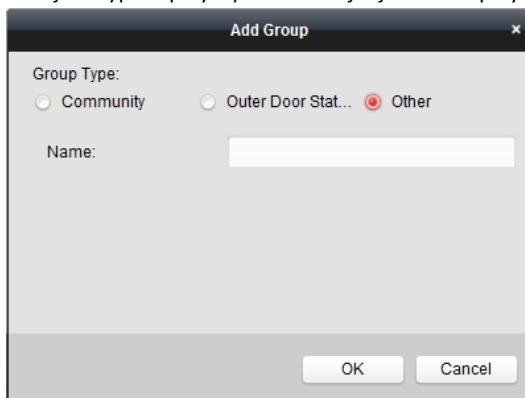 Add Group ×
Group Type:
Community Outer Door Stat... Other
Name:
OK Cancel